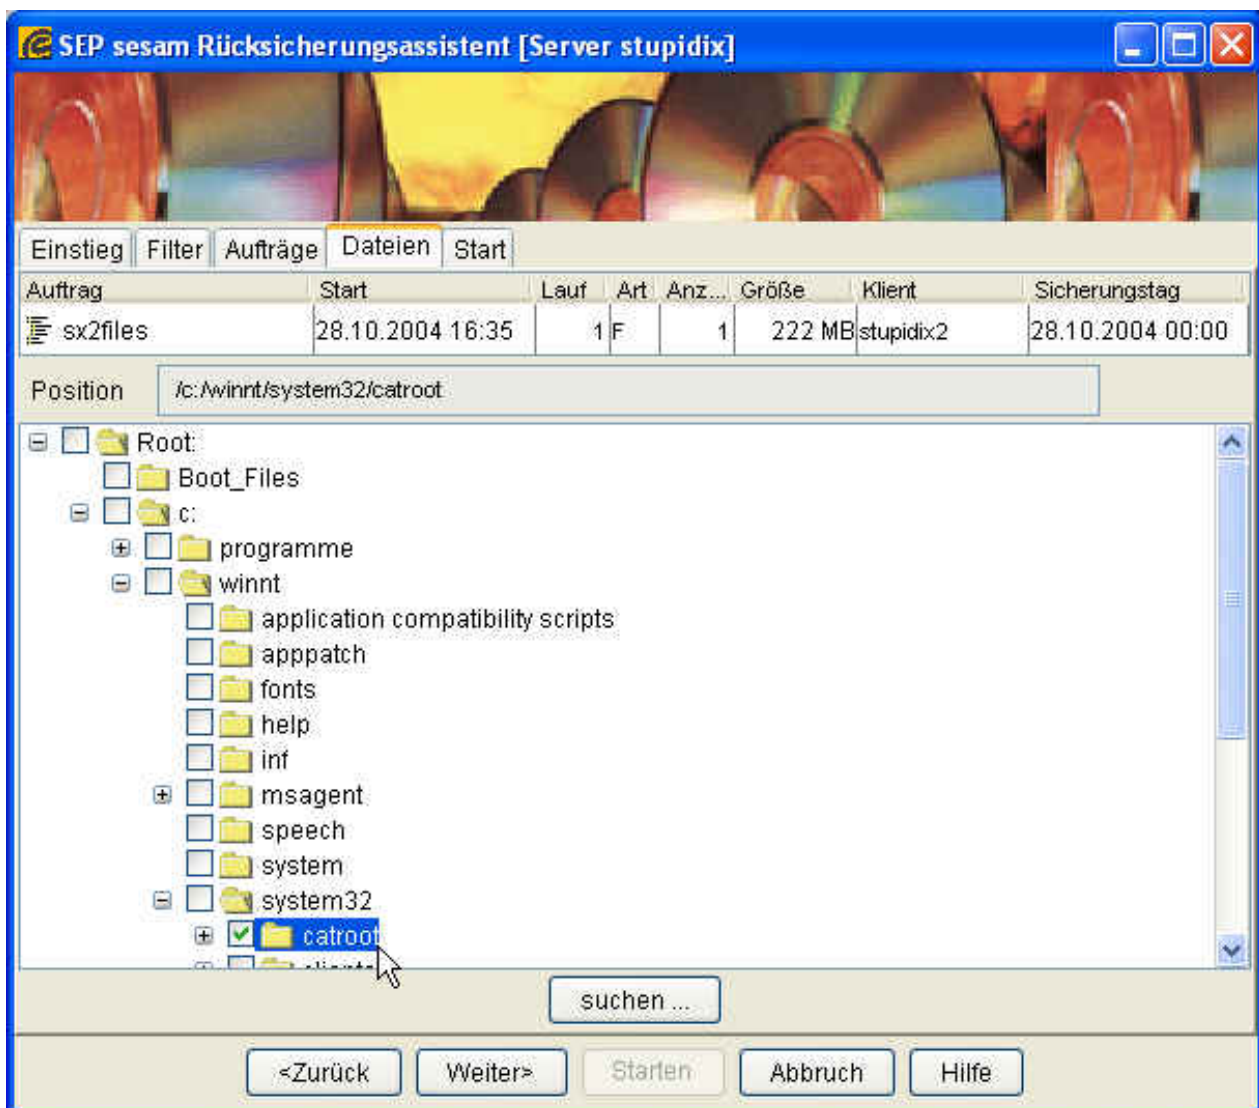 SEP sesam Rücksicherungsassistent [Server stupidix]
Einstieg Filter Aufträge Dateien Start
Auftrag Start Lauf Art Anz... Größe Klient Sicherungstag
sx2files 28.10.2004 16:35 1 F 1 222 MB stupidix2 28.10.2004 00:00
Position /c:/winnt/system32/catroot
Root:
Boot_Files
c:
programme
winnt
application compatibility scripts
apppatch
fonts
help
inf
msagent
speech
system
system32
catroot
suchen ...
<Zurück Weiter> Starten Abbruch Hilfe